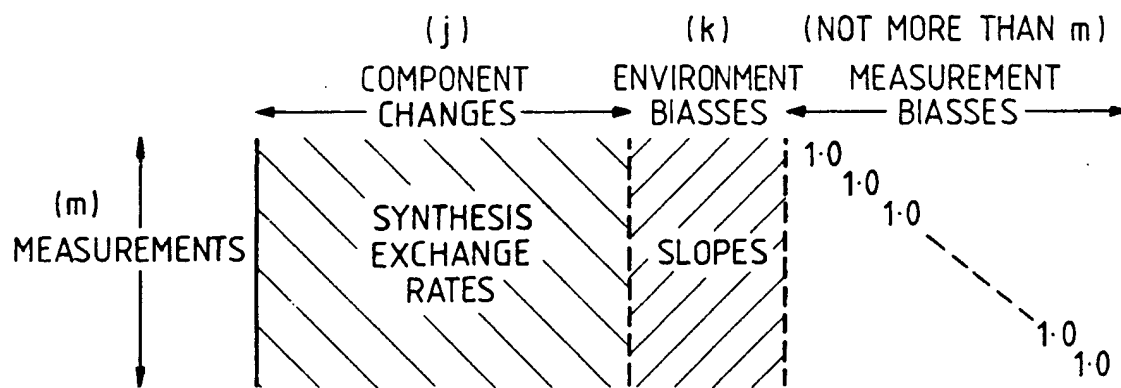 (j) (k) (NOT MORE THAN m)
COMPONENT ENVIRONMENT MEASUREMENT
CHANGES BIASSES BIASSES
(m)
MEASUREMENTS
SYNTHESIS
EXCHANGE
RATES
SLOPES
1·0
1·0
1·0
1·0
1·0